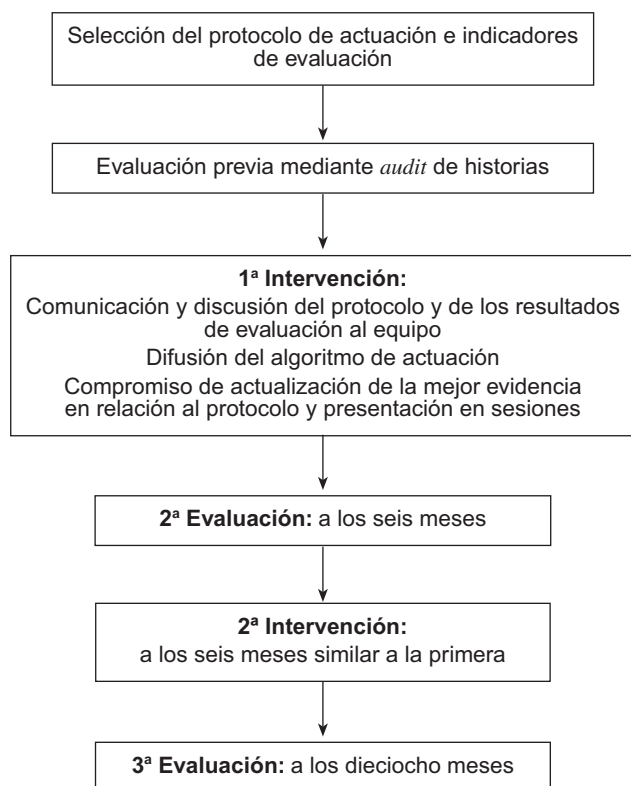 Selección del protocolo de actuación e indicadores
de evaluación
Evaluación previa mediante audit de historias
1ª Intervención:
Comunicación y discusión del protocolo y de los resultados
de evaluación al equipo
Difusión del algoritmo de actuación
Compromiso de actualización de la mejor evidencia
en relación al protocolo y presentación en sesiones
2ª Evaluación: a los seis meses
2ª Intervención:
a los seis meses similar a la primera
3ª Evaluación: a los dieciocho meses